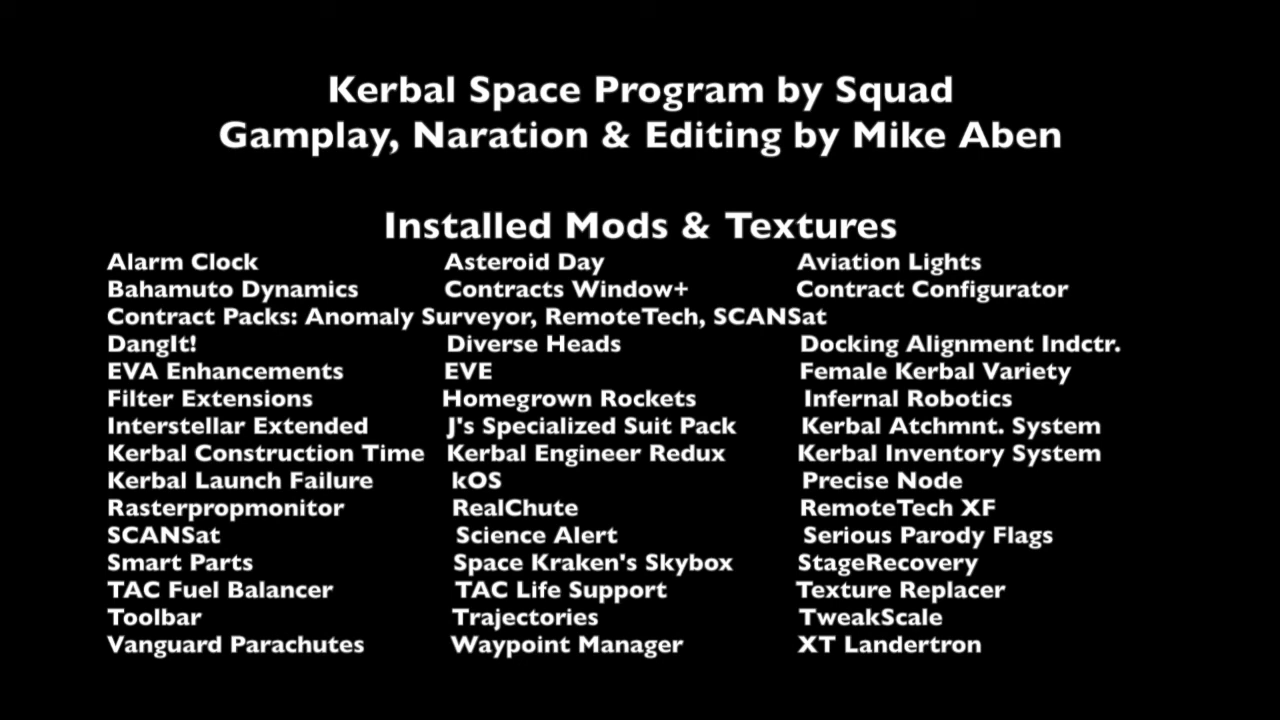 Kerbal Space Program by Squad
Gamplay, Naration & Editing by Mike Aben
Installed Mods & Textures
Alarm Clock Asteroid Day Aviation Lights
Bahamuto Dynamics Contracts Window+ Contract Configurator
Contract Packs: Anomaly Surveyor, RemoteTech, SCANSat
DangIt! Diverse Heads Docking Alignment Indctr.
EVA Enhancements EVE Female Kerbal Variety
Filter Extensions Homegrown Rockets Infernal Robotics
Interstellar Extended J's Specialized Suit Pack Kerbal Atchmnt. System
Kerbal Construction Time Kerbal Engineer Redux Kerbal Inventory System
Kerbal Launch Failure kOS Precise Node
Rasterpropmonitor RealChute RemoteTech XF
SCANSat Science Alert Serious Parody Flags
Smart Parts Space Kraken's Skybox StageRecovery
TAC Fuel Balancer TAC Life Support Texture Replacer
Toolbar Trajectories TweakScale
Vanguard Parachutes Waypoint Manager XT Landertron